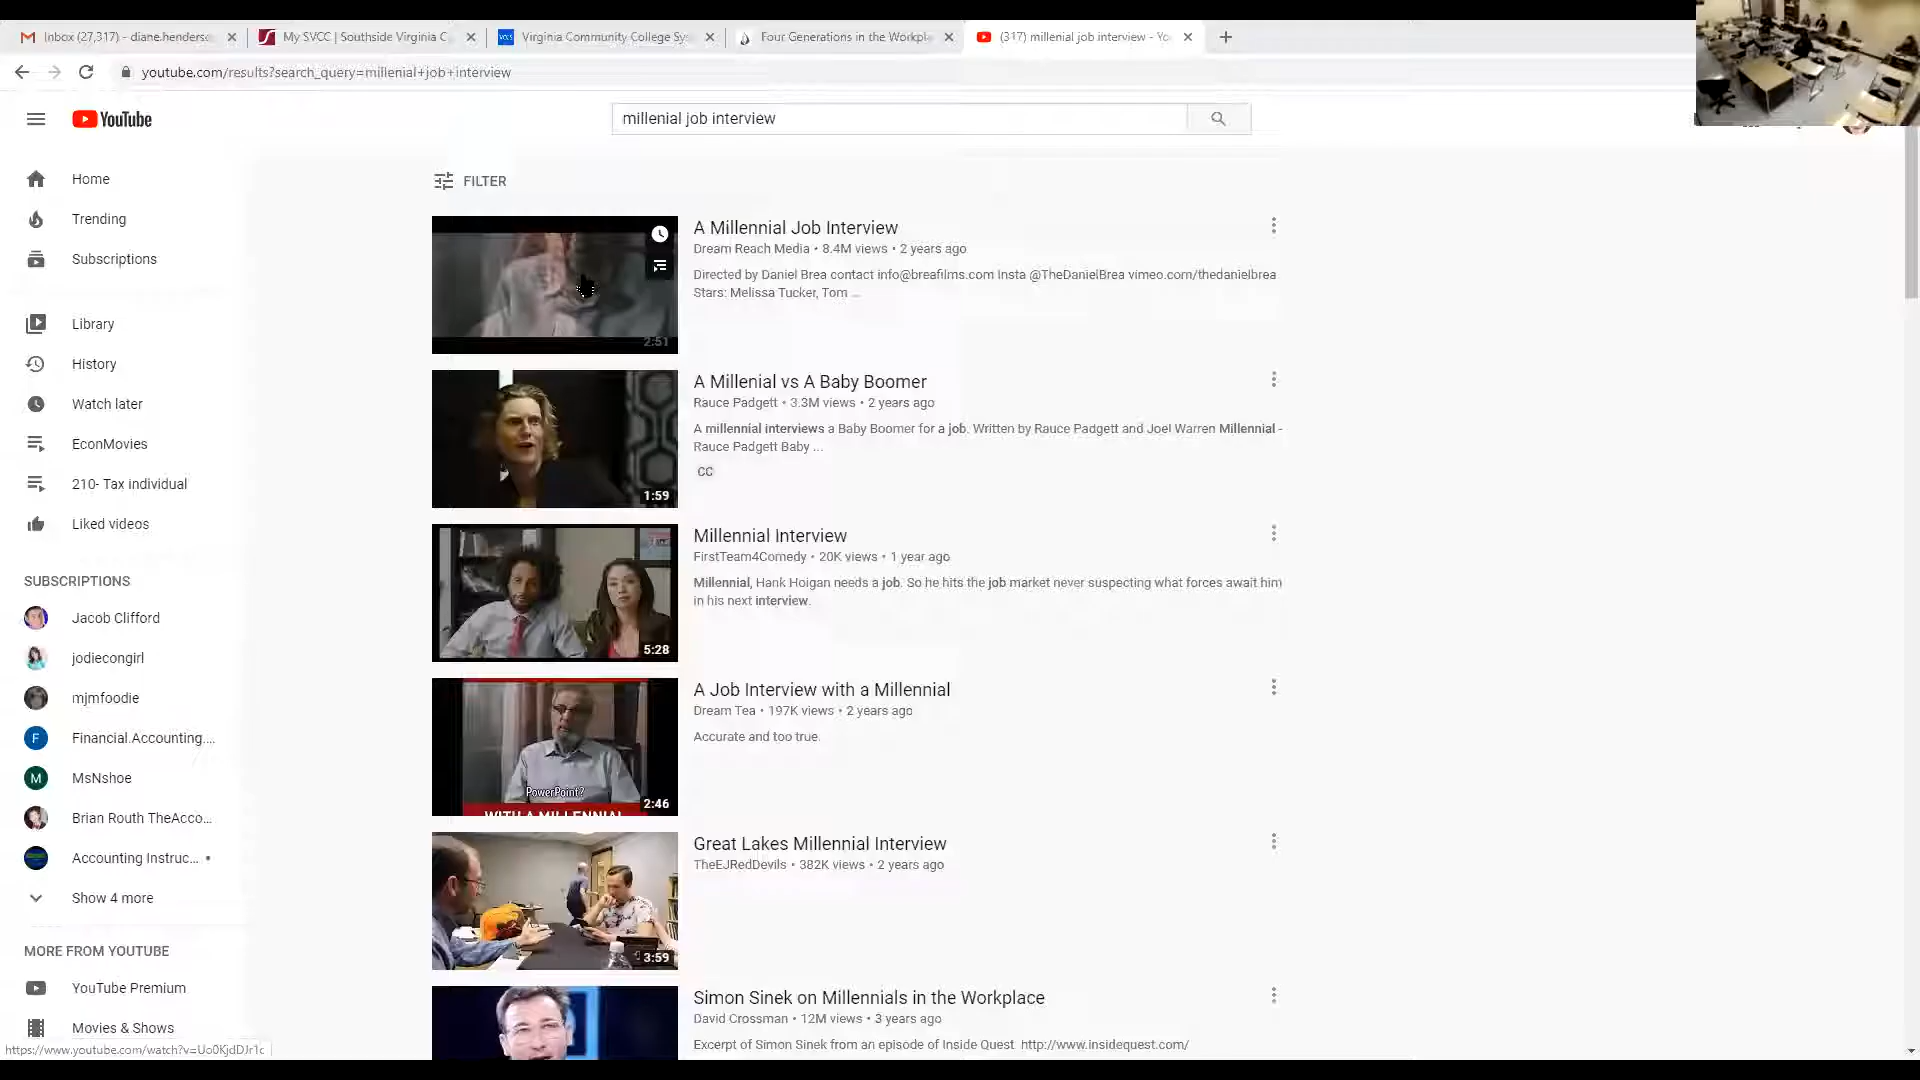 Inbox (27,317) - diane.henders
My SVCC | Southside Virginia C
Virginia Community College Sy
Four Generations in the Workpl
(317) millenial job interview - Yo
youtube.com/results?search_query=millenial+job+interview
YouTube
millenial job interview
Home
Trending
Subscriptions
Library
History
Watch later
EconMovies
210- Tax individual
Liked videos
SUBSCRIPTIONS
Jacob Clifford
jodiecongirl
mjmfoodie
F
Financial.Accounting....
M
MsNshoe
Brian Routh TheAcco...
Accounting Instruc...
Show 4 more
MORE FROM YOUTUBE
YouTube Premium
Movies & Shows
https://www.youtube.com/watch?v=Uo0KjdDJr1c
FILTER
2:51
A Millennial Job Interview
Dream Reach Media • 8.4M views • 2 years ago
Directed by Daniel Brea contact info@breafilms.com Insta @TheDanielBrea vimeo.com/thedanielbrea
Stars: Melissa Tucker, Tom ...
1:59
A Millenial vs A Baby Boomer
Rauce Padgett • 3.3M views • 2 years ago
A millennial interviews a Baby Boomer for a job. Written by Rauce Padgett and Joel Warren Millennial -
Rauce Padgett Baby ...
CC
5:28
Millennial Interview
FirstTeam4Comedy • 20K views • 1 year ago
Millennial, Hank Hoigan needs a job. So he hits the job market never suspecting what forces await him
in his next interview.
PowerPoint?
WITH A MILLENNIAL
2:46
A Job Interview with a Millennial
Dream Tea • 197K views • 2 years ago
Accurate and too true.
3:59
Great Lakes Millennial Interview
TheEJRedDevils • 382K views • 2 years ago
Simon Sinek on Millennials in the Workplace
David Crossman • 12M views • 3 years ago
Excerpt of Simon Sinek from an episode of Inside Quest http://www.insidequest.com/